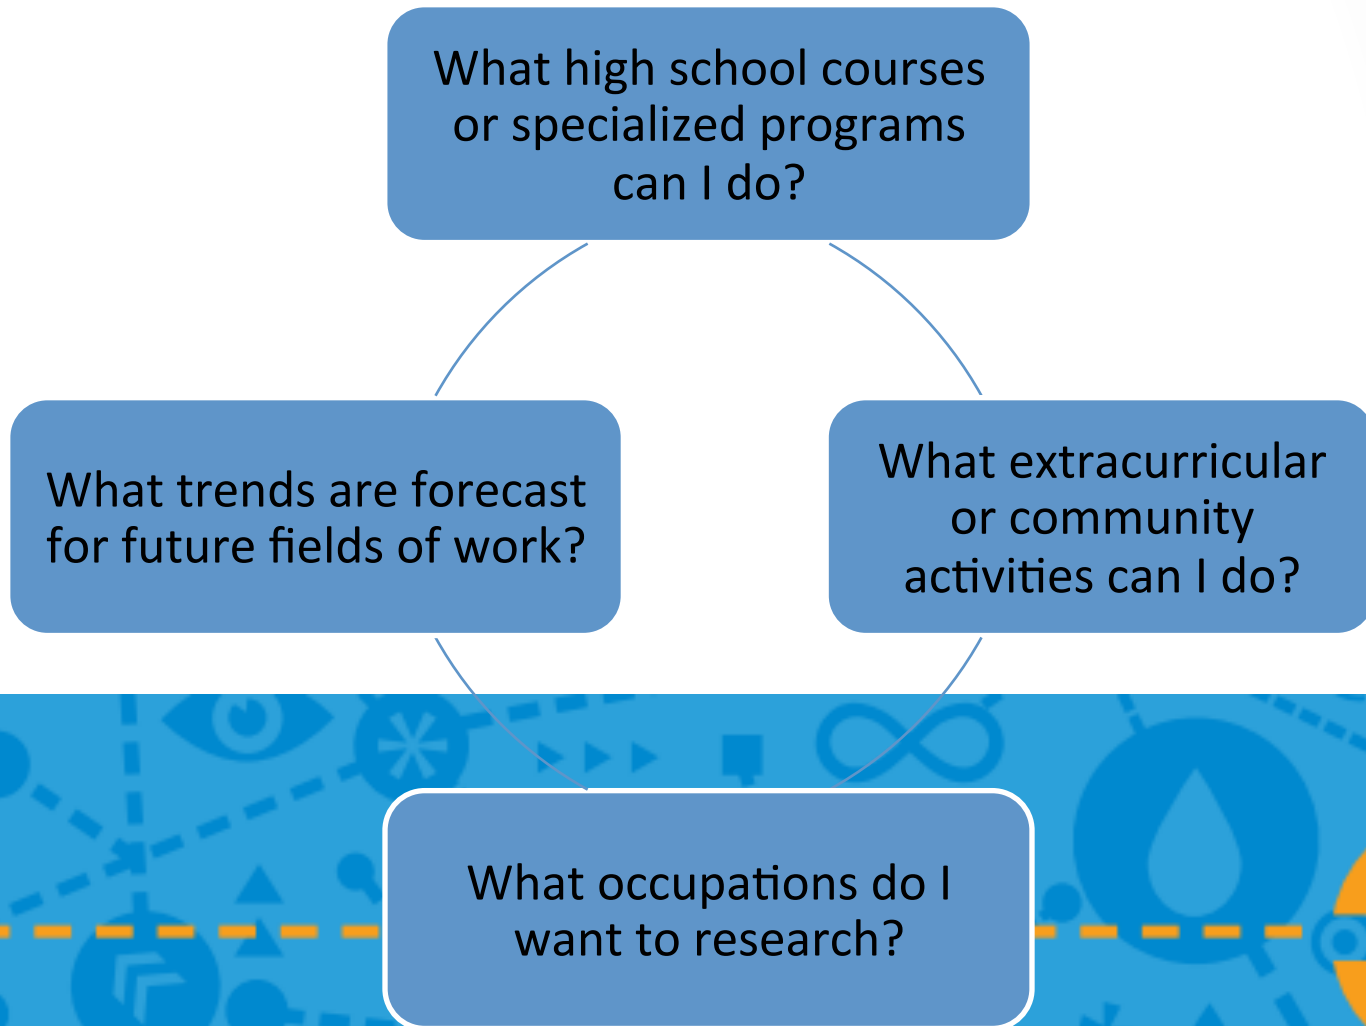 What high school courses
or specialized programs
can I do?
What trends are forecast
for future fields of work?
What extracurricular
or community
activities can I do?
What occupations do I
want to research?